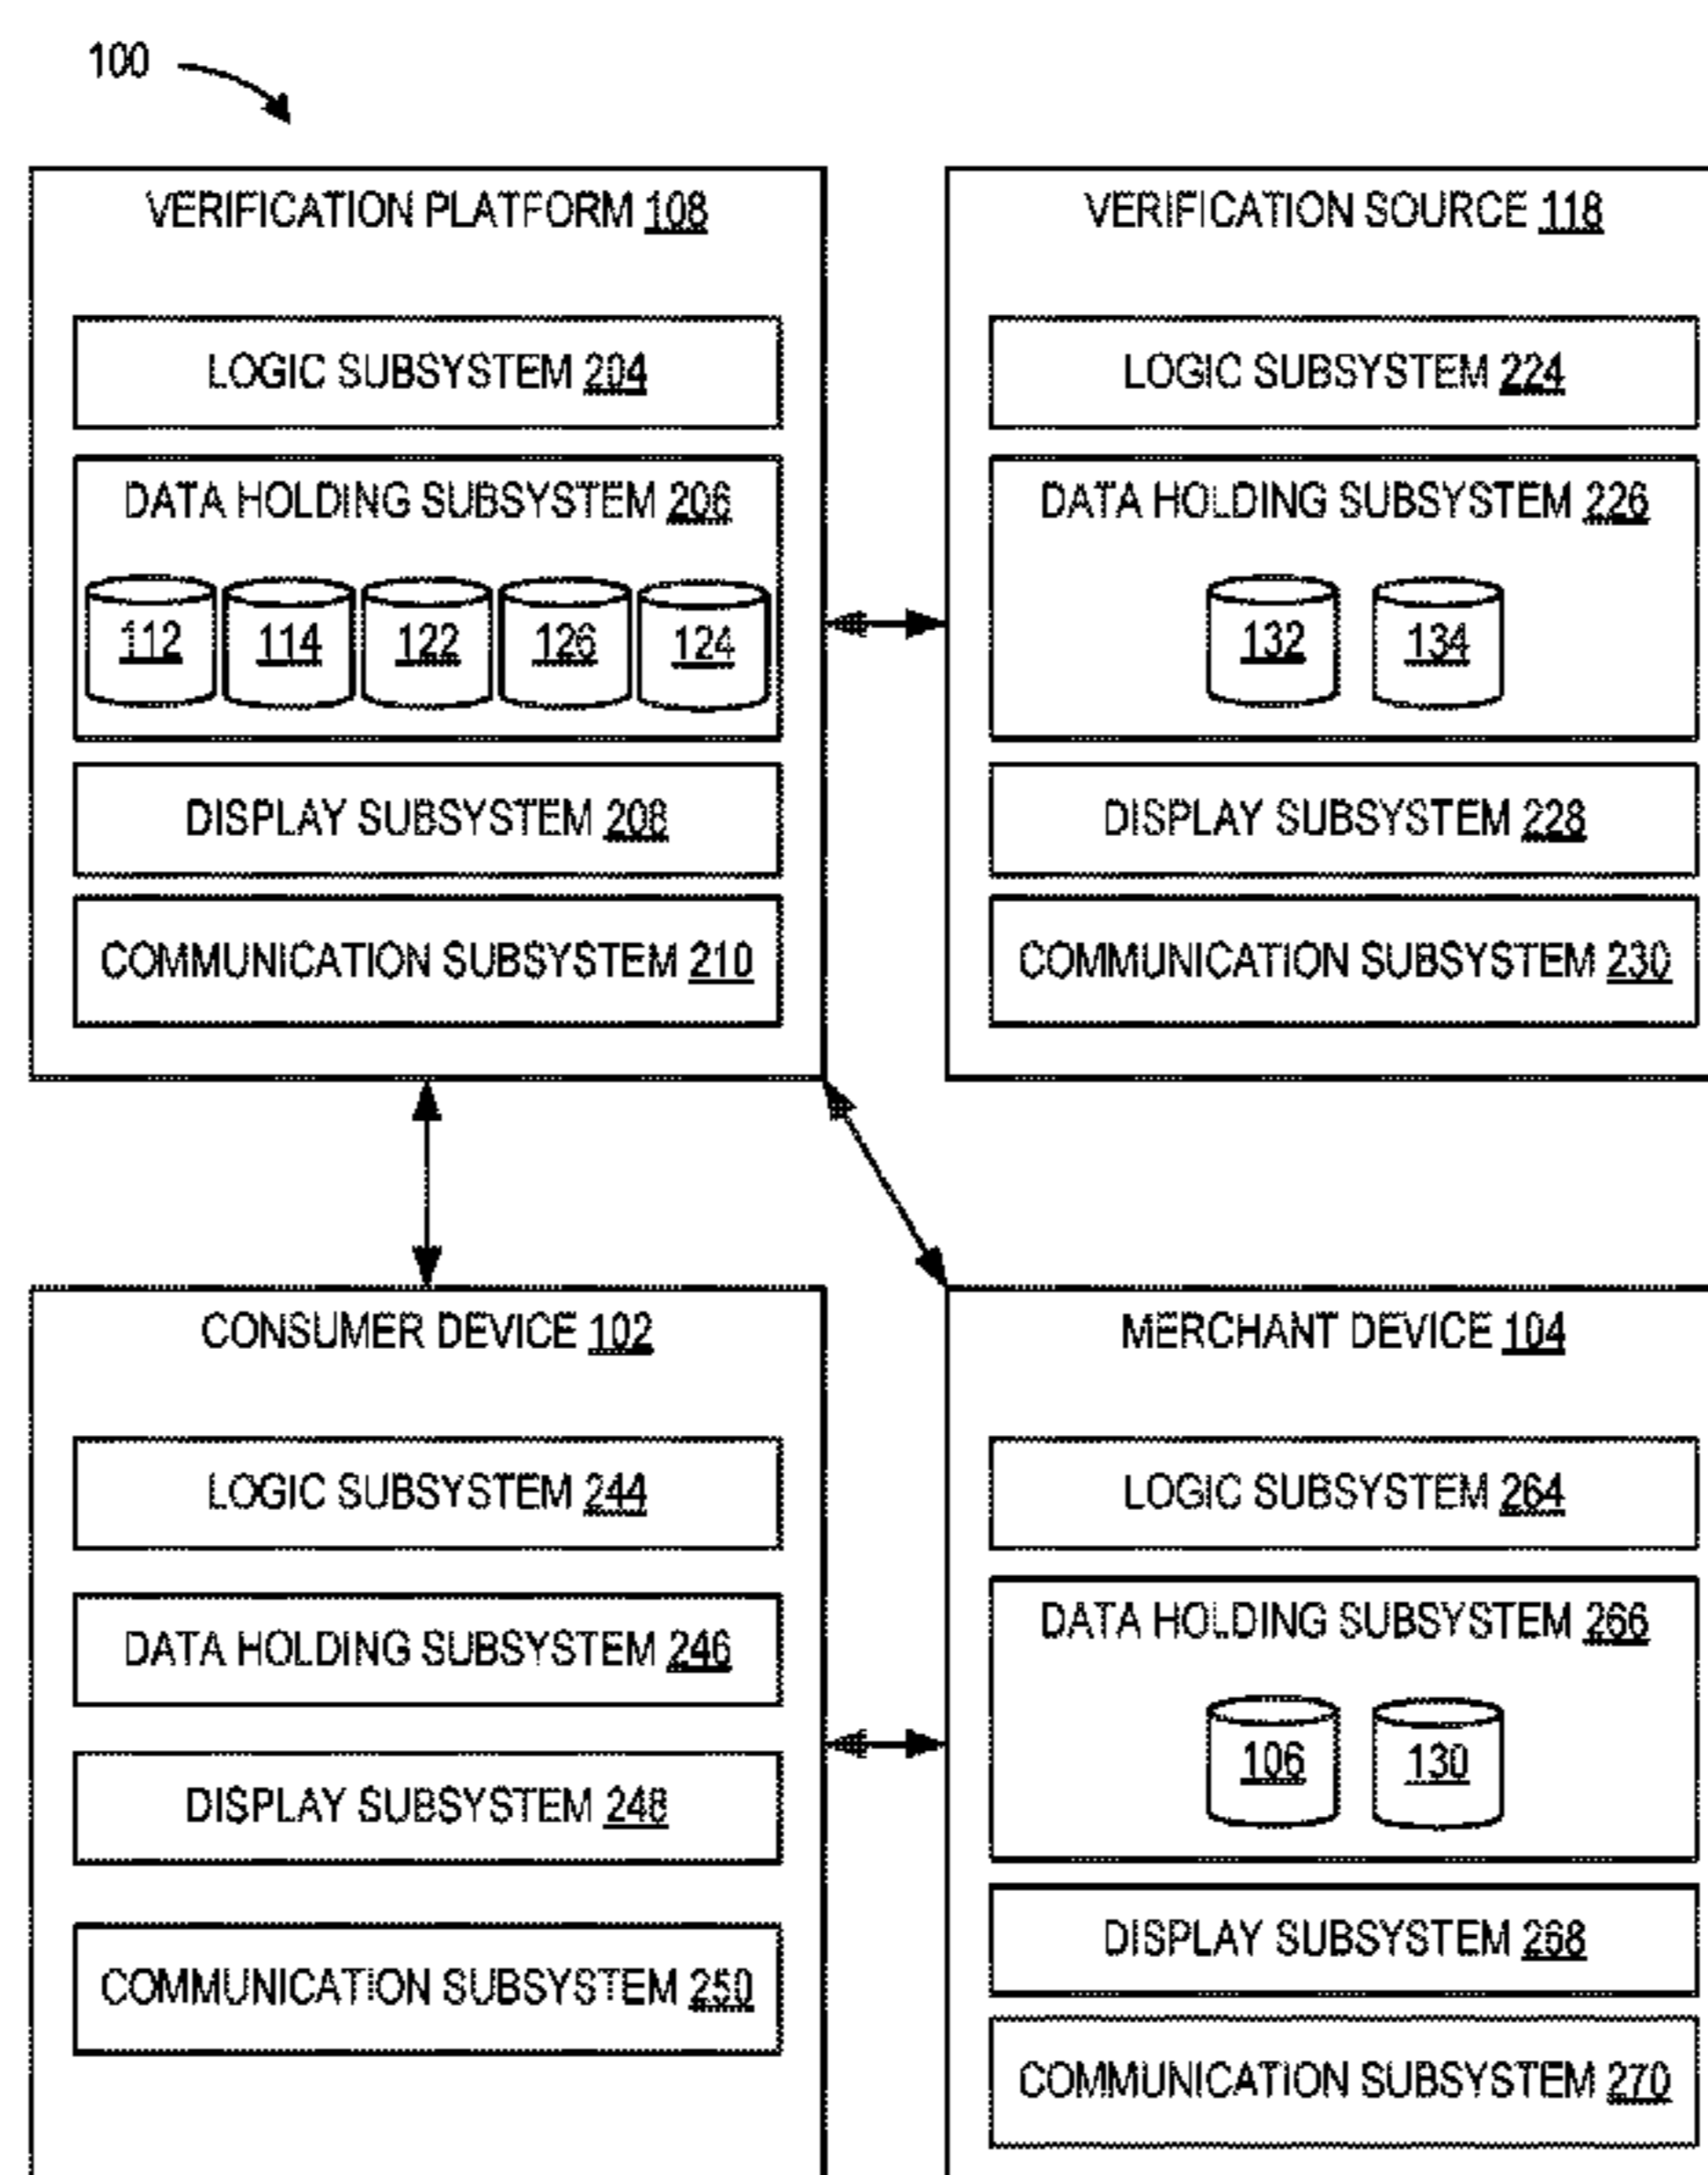 100
VERIFICATION PLATFORM 108
LOGIC SUBSYSTEM 204
DATA HOLDING SUBSYSTEM 206
112 114 122 126 124
DISPLAY SUBSYSTEM 208
COMMUNICATION SUBSYSTEM 210
VERIFICATION SOURCE 118
LOGIC SUBSYSTEM 224
DATA HOLDING SUBSYSTEM 226
132 134
DISPLAY SUBSYSTEM 228
COMMUNICATION SUBSYSTEM 230
CONSUMER DEVICE 102
LOGIC SUBSYSTEM 244
DATA HOLDING SUBSYSTEM 246
DISPLAY SUBSYSTEM 248
COMMUNICATION SUBSYSTEM 250
MERCHANT DEVICE 104
LOGIC SUBSYSTEM 264
DATA HOLDING SUBSYSTEM 266
106 130
DISPLAY SUBSYSTEM 268
COMMUNICATION SUBSYSTEM 270